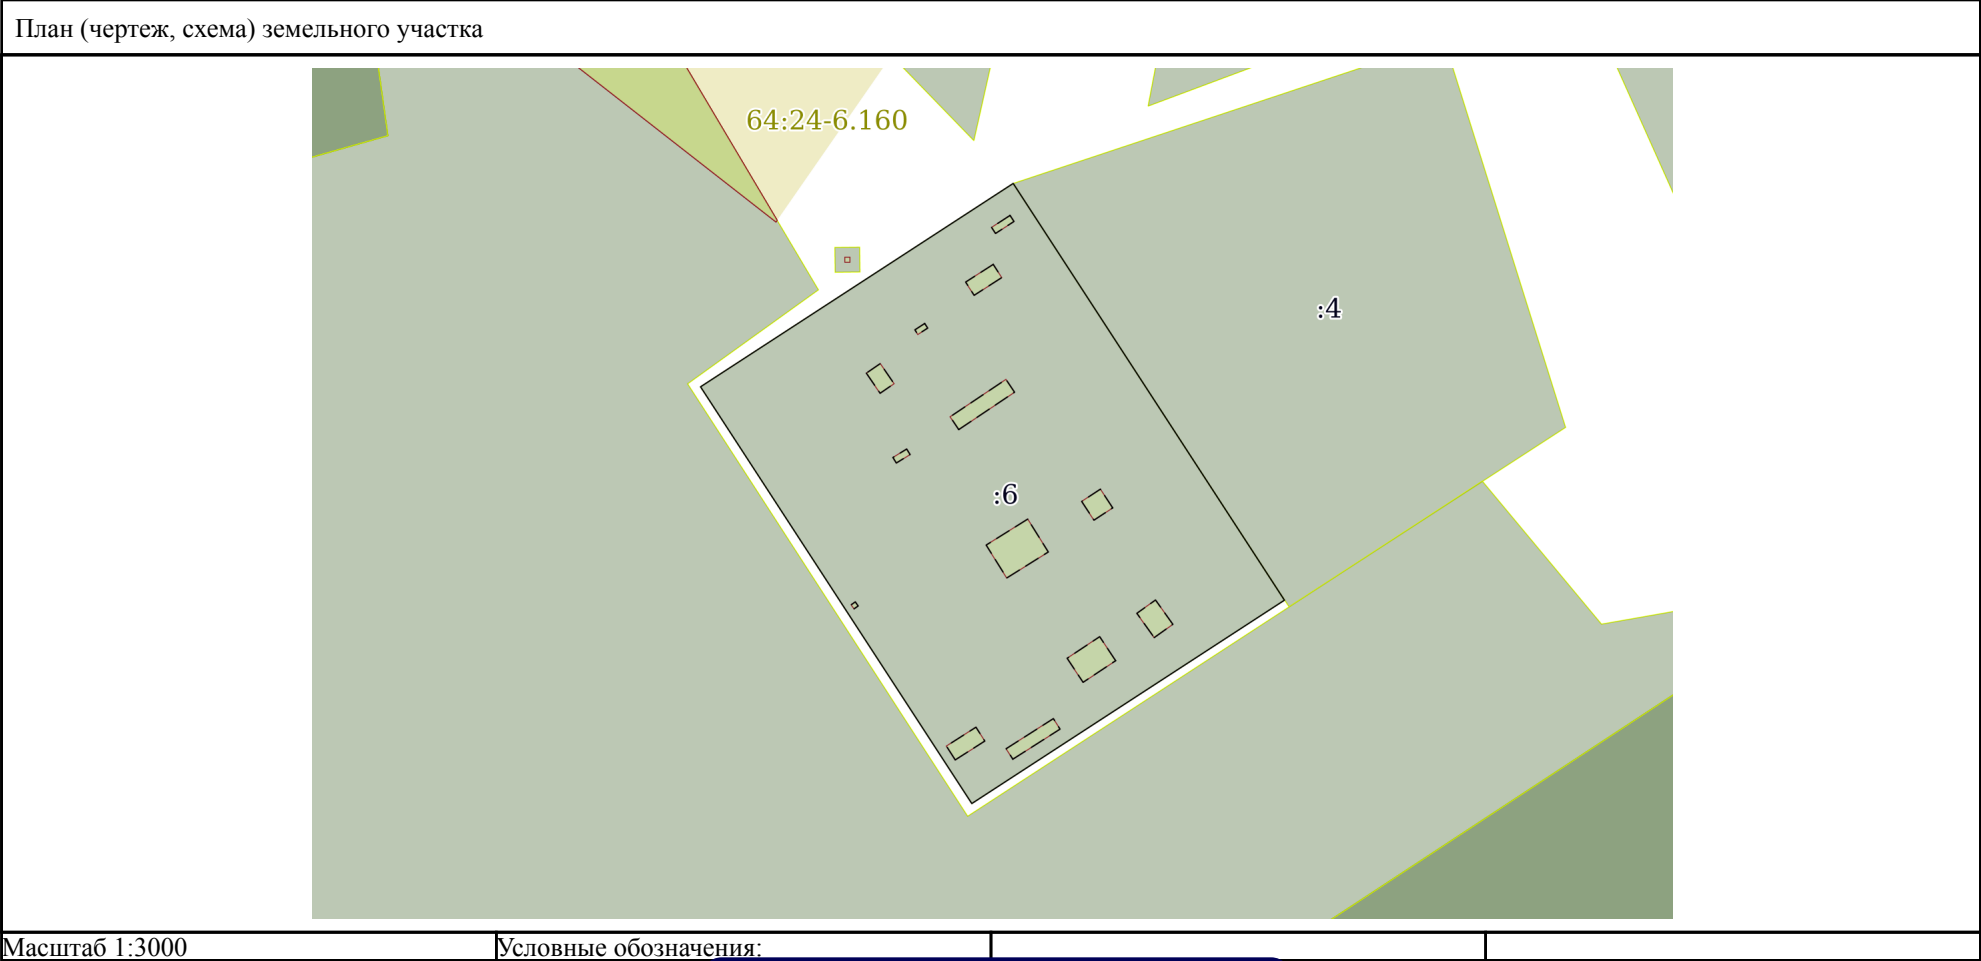 План (чертеж, схема) земельного участка
64:24-6.160
:4
:6
Масштаб 1:3000
Условные обозначения: